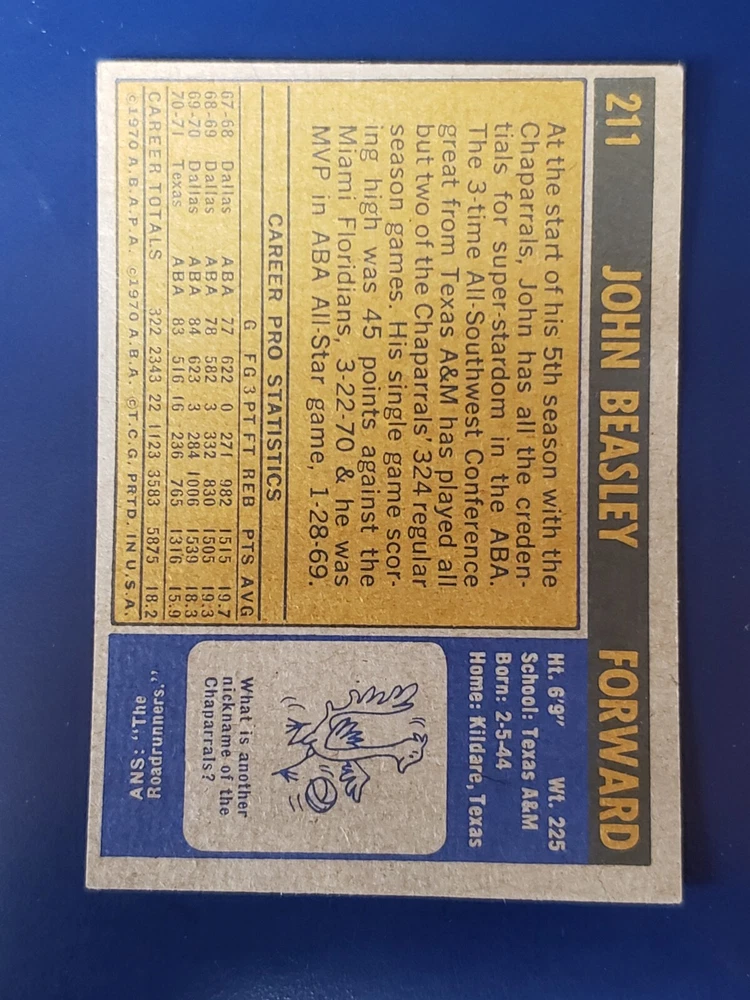 211 JOHN BEASLEY FORWARD
At the start of his 5th season with the
Chaparrals, John has all the creden-
tials for super-stardom in the ABA.
The 3-time All-Southwest Conference
great from Texas A&M has played all
but two of the Chaparrals' 324 regular
season games. His single game scor-
ing high was 45 points against the
Miami Floridians, 3-22-70 & he was
MVP in ABA All-Star game, 1-28-69.
CAREER PRO STATISTICS
G FG 3PT FT REB PTS AVG
67-68 Dallas ABA 77 622 0 271 982 1515 19.7
68-69 Dallas ABA 78 582 3 332 830 1505 19.3
69-70 Dallas ABA 84 623 3 284 1006 1539 18.3
70-71 Texas ABA 83 516 16 236 765 1316 15.9
CAREER TOTALS 322 2343 22 1123 3583 5875 18.2
©1970 A.B.A.P.A. ©1970 A.B.A. ©T.C.G. PRTD. IN U.S.A.
Ht. 6'9" Wt. 225
School: Texas A&M
Born: 2-5-44
Home: Kildare, Texas
What is another
nickname of the
Chaparrals?
ANS: "The
Roadrunners."